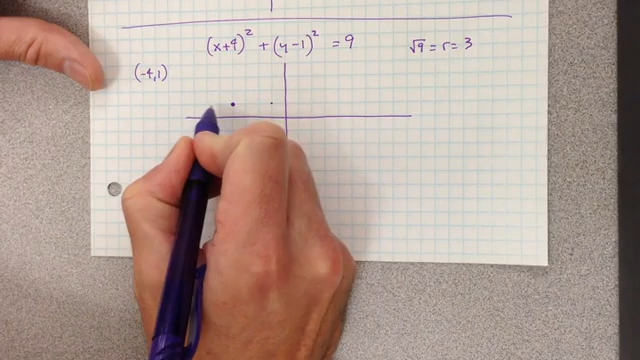 (x+4)² + (y-1)² = 9
√9 = r = 3
(-4,1)